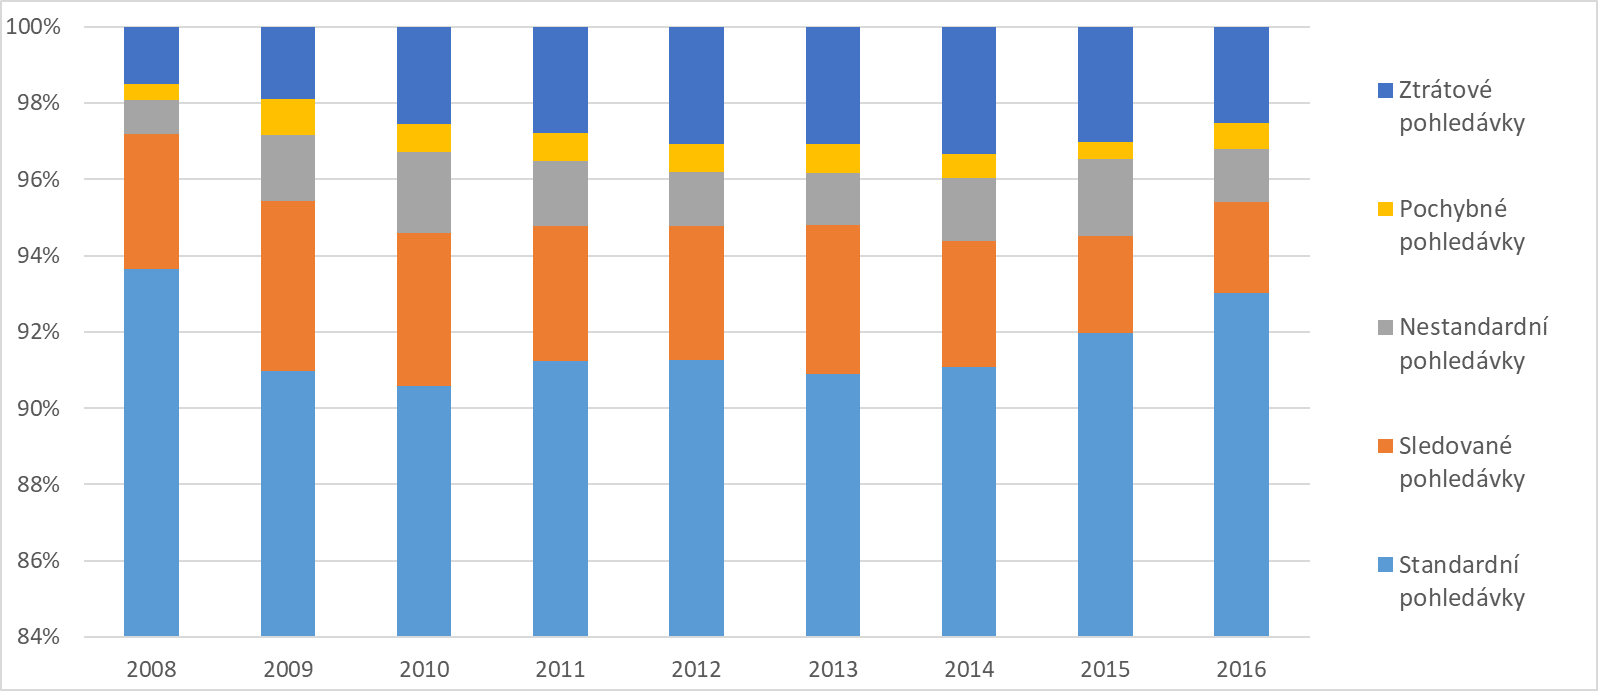 100%
98%
96%
94%
92%
90%
88%
86%
84%
2008 2009 2010 2011 2012 2013 2014 2015 2016
Ztrátové
pohledávky
Pochybné
pohledávky
Nestandardní
pohledávky
Sledované
pohledávky
Standardní
pohledávky